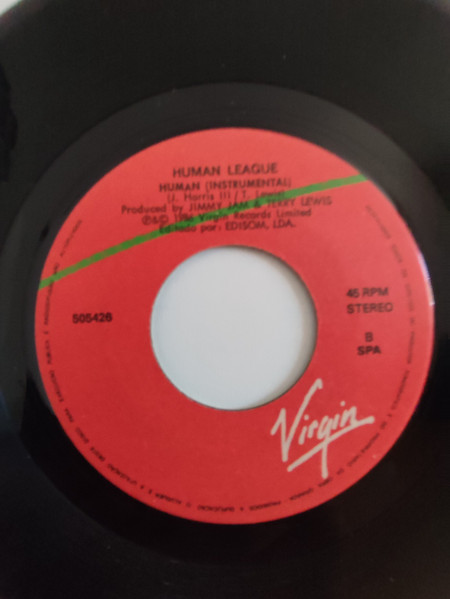 HUMAN LEAGUE
HUMAN (INSTRUMENTAL)
(J. Harris III / T. Lewis)
Produced by JIMMY JAM & TERRY LEWIS
℗&© 1986 Virgin Records Limited
Editado por: EDISOM, LDA.
505426
45 RPM
STEREO
B
SPA
Virgin